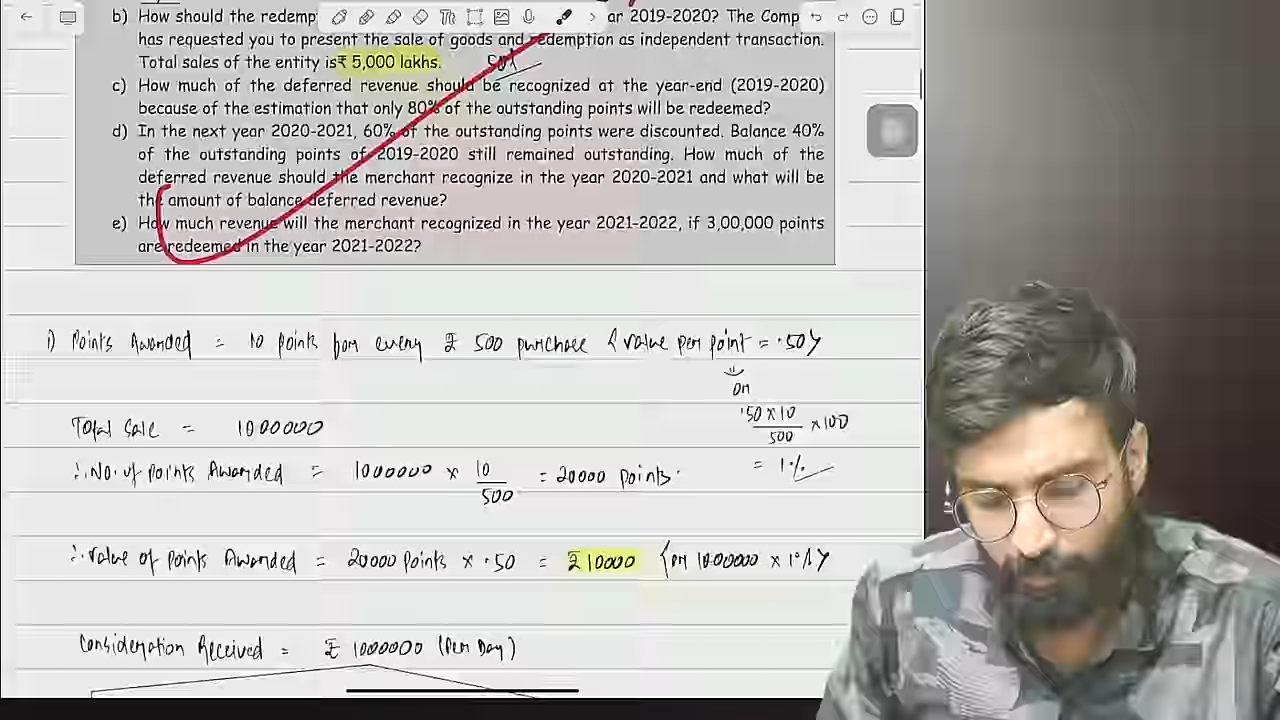 b) How should the redemp ar 2019-2020? The Comp
has requested you to present the sale of goods and redemption as independent transaction.
Total sales of the entity is ₹ 5,000 lakhs.
c) How much of the deferred revenue should be recognized at the year-end (2019-2020)
because of the estimation that only 80% of the outstanding points will be redeemed?
d) In the next year 2020-2021, 60% of the outstanding points were discounted. Balance 40%
of the outstanding points of 2019-2020 still remained outstanding. How much of the
deferred revenue should the merchant recognize in the year 2020-2021 and what will be
the amount of balance deferred revenue?
e) How much revenue will the merchant recognized in the year 2021-2022, if 3,00,000 points
are redeemed in the year 2021-2022?
1) Points Awarded = 10 Points for every ₹ 500 purchase { value per point = .50 }
or
.50 x 10 / 500 x 100
= 1%
Total Sale = 1000000
∴ No. of Points Awarded = 1000000 x 10 / 500 = 20000 points.
∴ Value of Points Awarded = 20000 Points x .50 = ₹ 10000 { or 1000000 x 1% }
Consideration Received = ₹ 1000000 (Per Day)